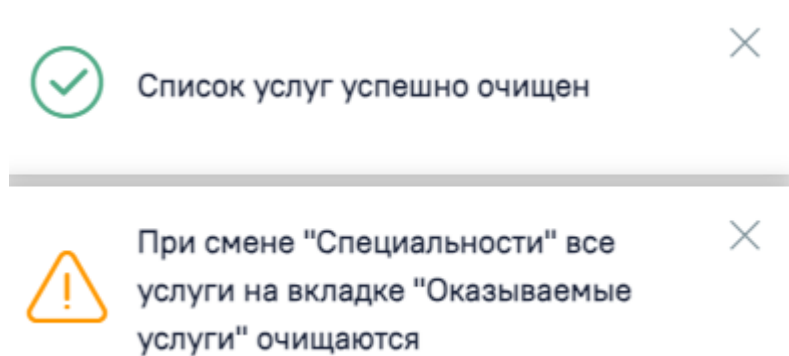 Список услуг успешно очищен
При смене "Специальности" все
услуги на вкладке "Оказываемые
услуги" очищаются